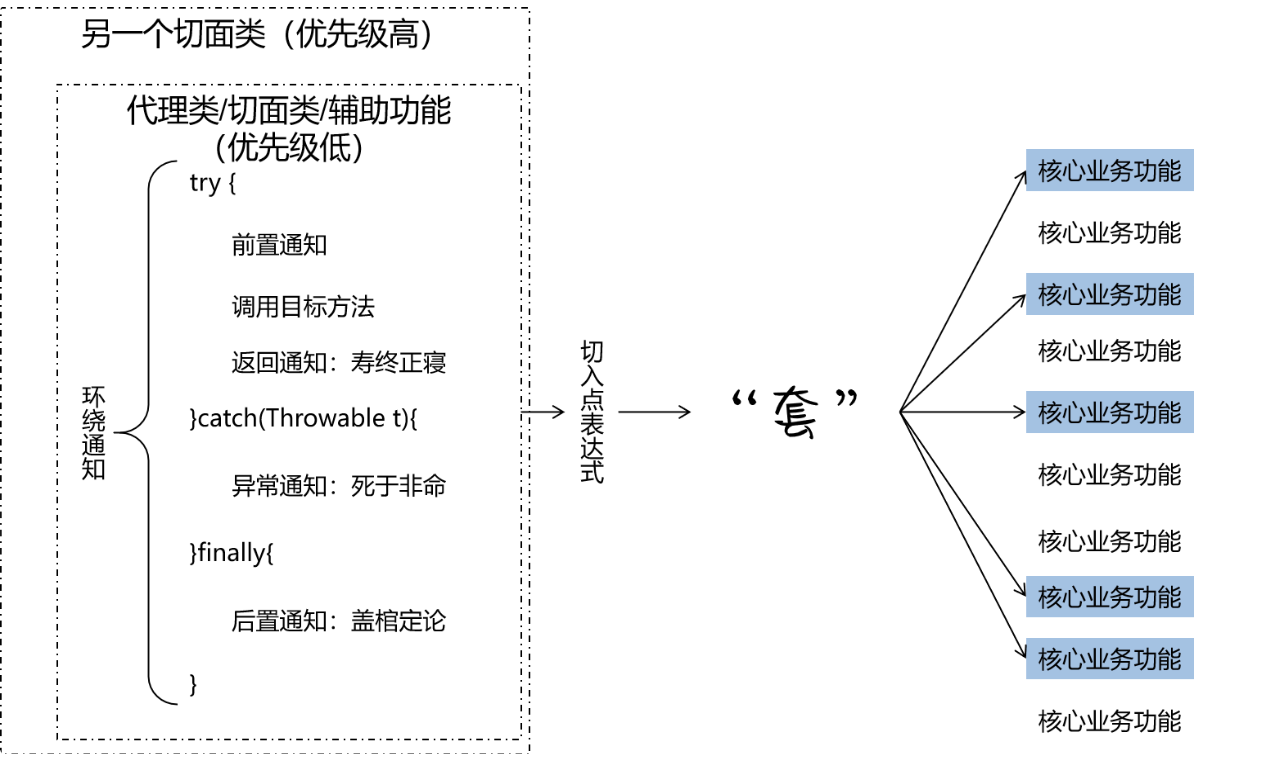 另一个切面类（优先级高）
代理类/切面类/辅助功能
（优先级低）
try {
前置通知
调用目标方法
返回通知：寿终正寝
}catch(Throwable t){
异常通知：死于非命
}finally{
后置通知：盖棺定论
}
环绕通知
切入点表达式
“套”
核心业务功能
核心业务功能
核心业务功能
核心业务功能
核心业务功能
核心业务功能
核心业务功能
核心业务功能
核心业务功能
核心业务功能